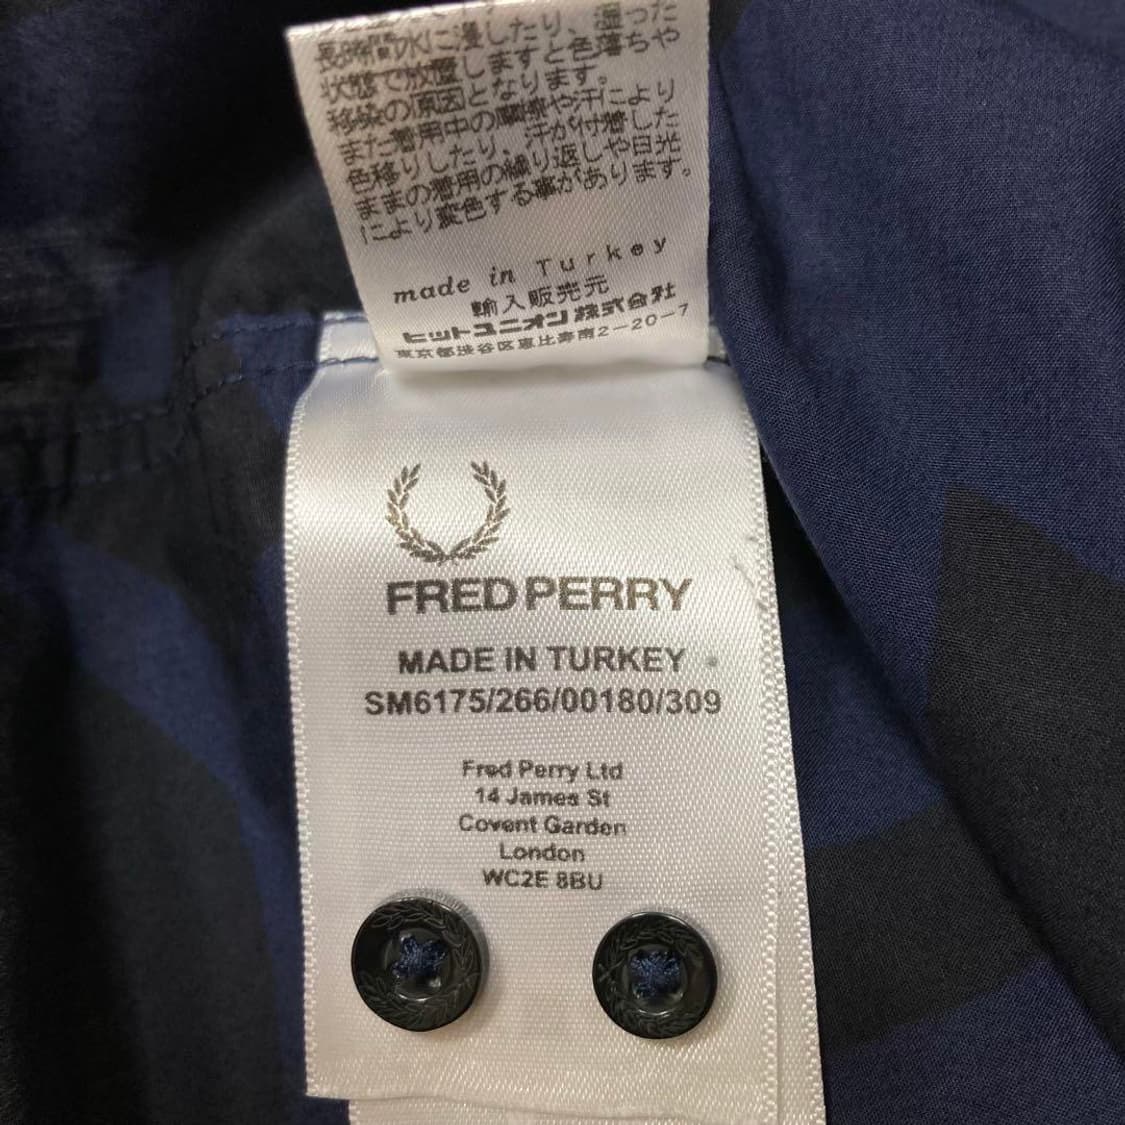 長時間水に浸したり、湿った
状態で放置しますと色落ちや
移染の原因となります。
また着用中の摩擦や汗により
色移りしたり、汗が付着した
ままの着用の繰り返しや日光
により変色する事があります。
made in Turkey
輸入販売元
ヒットユニオン株式会社
東京都渋谷区恵比寿南2-20-7
FRED PERRY
MADE IN TURKEY
SM6175/266/00180/309
Fred Perry Ltd
14 James St
Covent Garden
London
WC2E 8BU